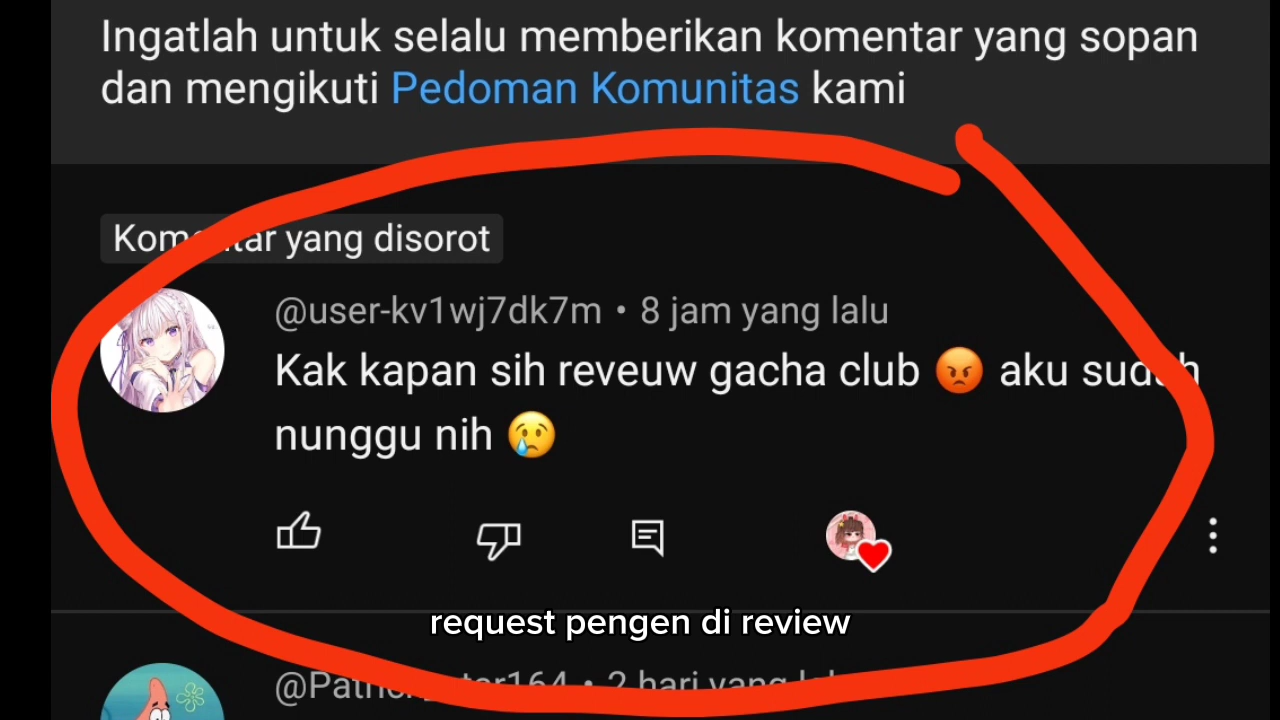 Ingatlah untuk selalu memberikan komentar yang sopan
dan mengikuti Pedoman Komunitas kami
Komentar yang disorot
@user-kv1wj7dk7m • 8 jam yang lalu
Kak kapan sih reveuw gacha club 😡 aku sudah
nunggu nih 😢
request pengen di review
• 2 hari yang